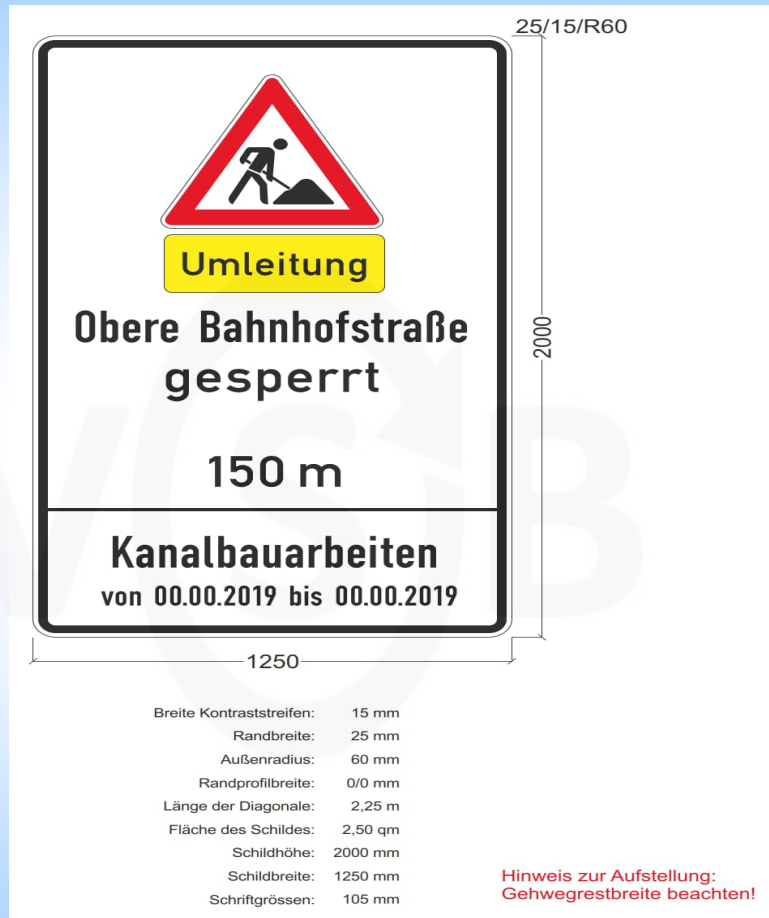 25/15/R60
Umleitung
Obere Bahnhofstraße
gesperrt
150 m
2000
Kanalbauarbeiten
von 00.00.2019 bis 00.00.2019
1250
VSB
Breite Kontraststreifen: 15 mm
Randbreite: 25 mm
Außenradius: 60 mm
Randprofilbreite: 0/0 mm
Länge der Diagonale: 2,25 m
Fläche des Schildes: 2,50 qm
Schildhöhe: 2000 mm
Schildbreite: 1250 mm
Schriftgrössen: 105 mm
Hinweis zur Aufstellung:
Gehwegrestbreite beachten!